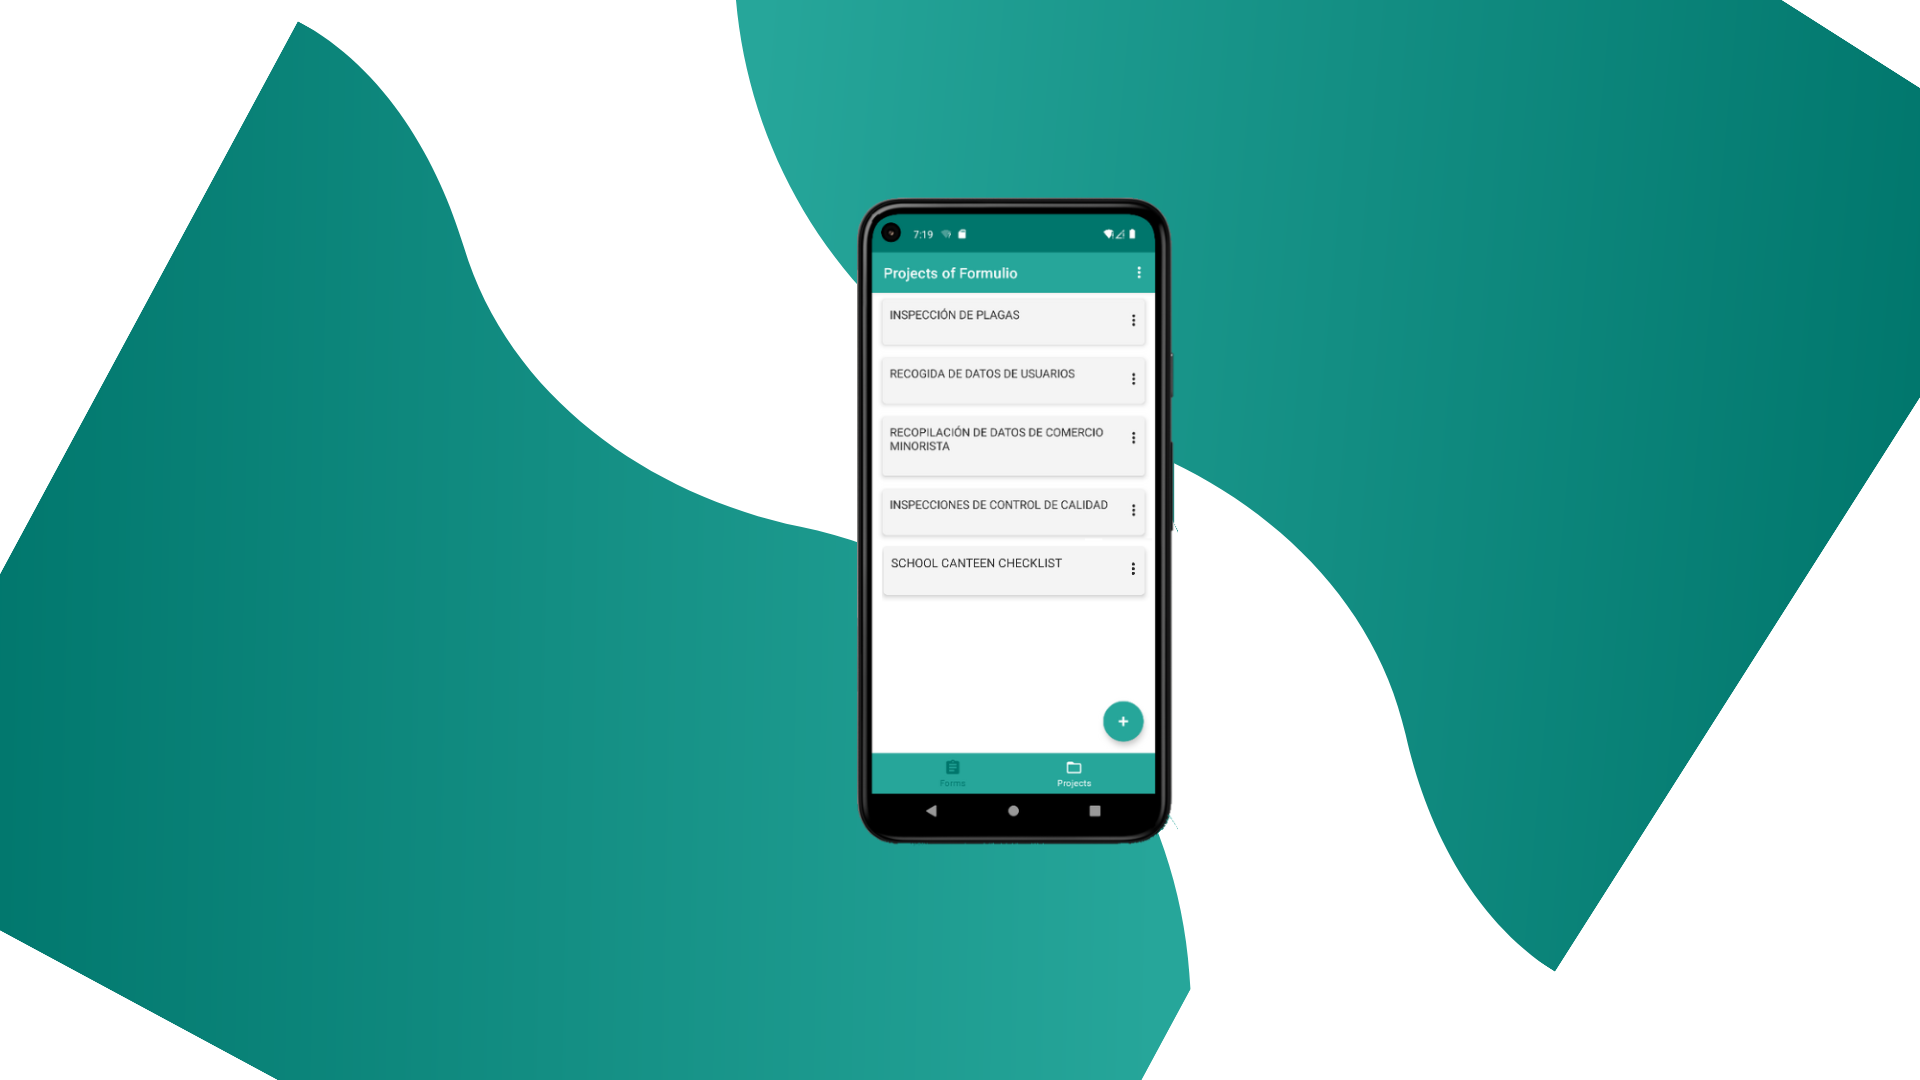 7:19
Projects of Formulio
INSPECCIÓN DE PLAGAS
RECOGIDA DE DATOS DE USUARIOS
RECOPILACIÓN DE DATOS DE COMERCIO
MINORISTA
INSPECCIONES DE CONTROL DE CALIDAD
SCHOOL CANTEEN CHECKLIST
Forms
Projects